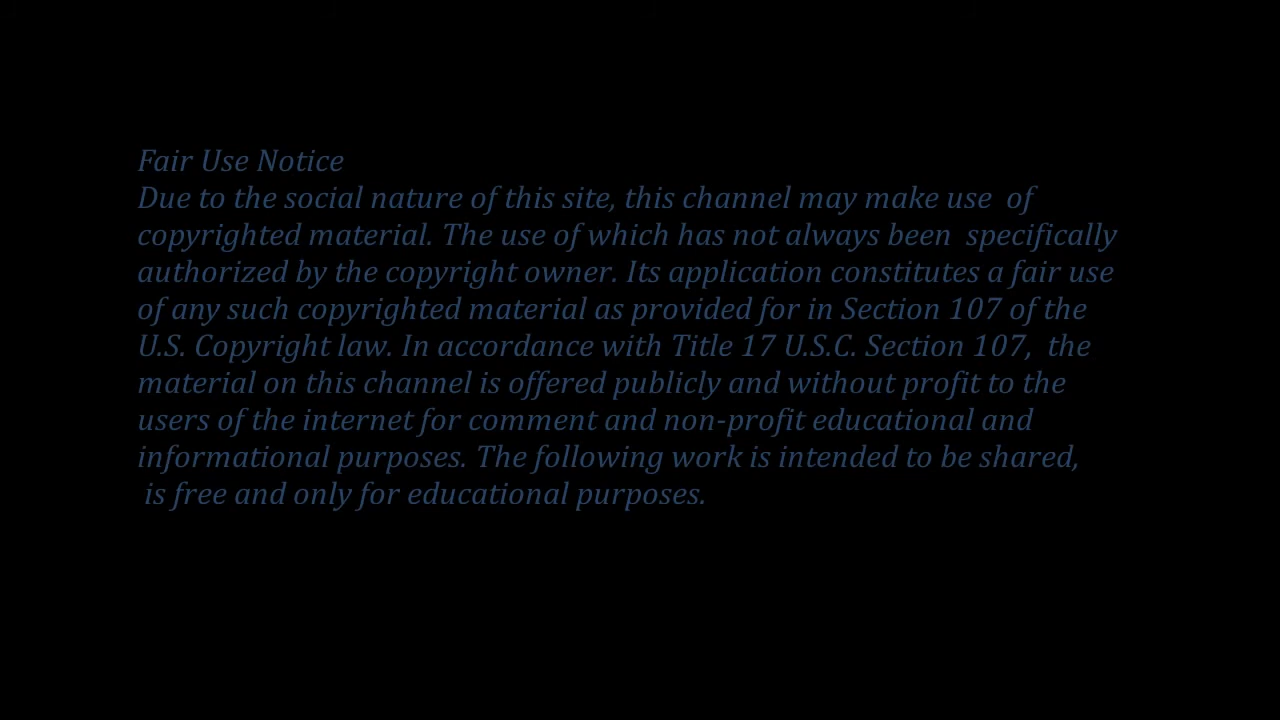 Fair Use Notice
Due to the social nature of this site, this channel may make use  of
copyrighted material. The use of which has not always been  specifically
authorized by the copyright owner. Its application constitutes a fair use
of any such copyrighted material as provided for in Section 107 of the
U.S. Copyright law. In accordance with Title 17 U.S.C. Section 107,  the
material on this channel is offered publicly and without profit to the
users of the internet for comment and non-profit educational and
informational purposes. The following work is intended to be shared,
is free and only for educational purposes.